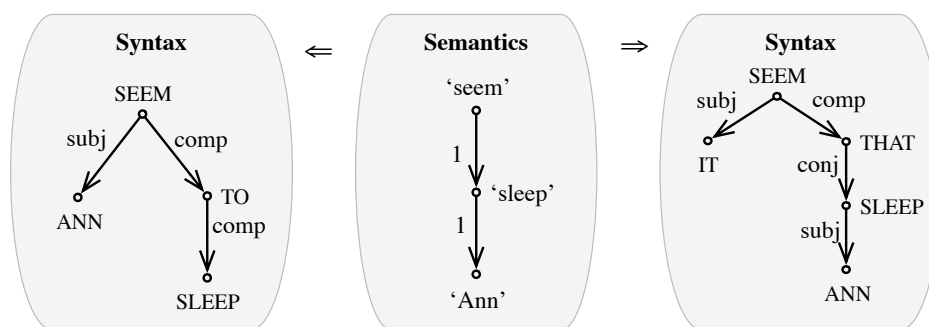 Syntax
⇐
Semantics
⇒
Syntax
SEEM
subj
comp
ANN
TO
comp
SLEEP
‘seem’
1
‘sleep’
1
‘Ann’
SEEM
subj
comp
IT
THAT
conj
SLEEP
subj
ANN